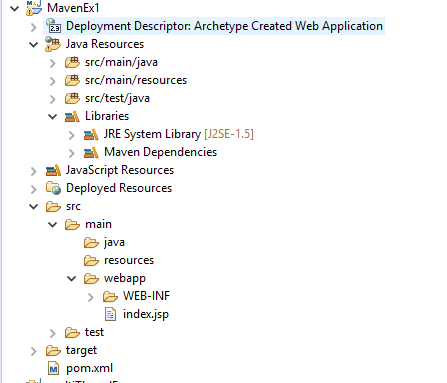 MavenEx1
2.3 Deployment Descriptor: Archetype Created Web Application
Java Resources
src/main/java
src/main/resources
src/test/java
Libraries
JRE System Library [J2SE-1.5]
Maven Dependencies
JavaScript Resources
Deployed Resources
src
main
java
resources
webapp
WEB-INF
index.jsp
test
target
M pom.xml